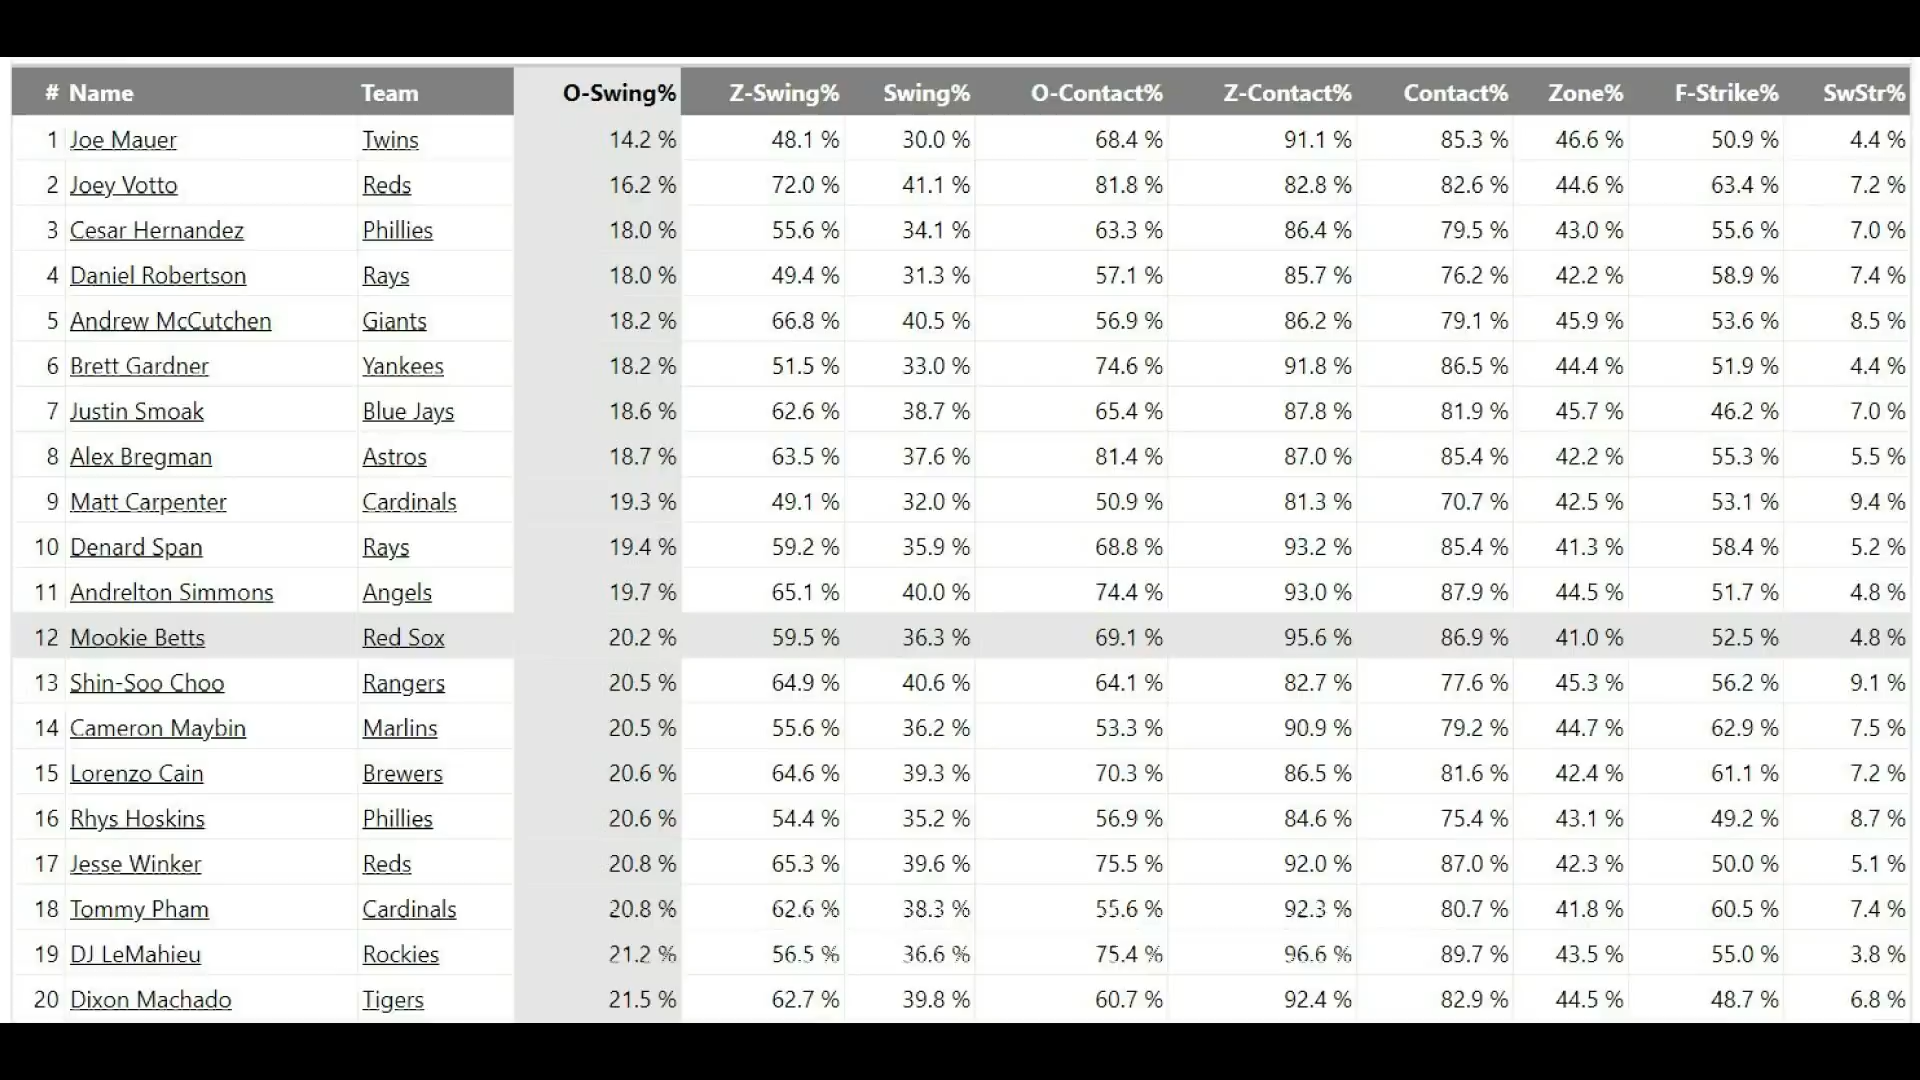 # Name Team O-Swing% Z-Swing% Swing% O-Contact% Z-Contact% Contact% Zone% F-Strike% SwStr%
1 Joe Mauer Twins 14.2 % 48.1 % 30.0 % 68.4 % 91.1 % 85.3 % 46.6 % 50.9 % 4.4 %
2 Joey Votto Reds 16.2 % 72.0 % 41.1 % 81.8 % 82.8 % 82.6 % 44.6 % 63.4 % 7.2 %
3 Cesar Hernandez Phillies 18.0 % 55.6 % 34.1 % 63.3 % 86.4 % 79.5 % 43.0 % 55.6 % 7.0 %
4 Daniel Robertson Rays 18.0 % 49.4 % 31.3 % 57.1 % 85.7 % 76.2 % 42.2 % 58.9 % 7.4 %
5 Andrew McCutchen Giants 18.2 % 66.8 % 40.5 % 56.9 % 86.2 % 79.1 % 45.9 % 53.6 % 8.5 %
6 Brett Gardner Yankees 18.2 % 51.5 % 33.0 % 74.6 % 91.8 % 86.5 % 44.4 % 51.9 % 4.4 %
7 Justin Smoak Blue Jays 18.6 % 62.6 % 38.7 % 65.4 % 87.8 % 81.9 % 45.7 % 46.2 % 7.0 %
8 Alex Bregman Astros 18.7 % 63.5 % 37.6 % 81.4 % 87.0 % 85.4 % 42.2 % 55.3 % 5.5 %
9 Matt Carpenter Cardinals 19.3 % 49.1 % 32.0 % 50.9 % 81.3 % 70.7 % 42.5 % 53.1 % 9.4 %
10 Denard Span Rays 19.4 % 59.2 % 35.9 % 68.8 % 93.2 % 85.4 % 41.3 % 58.4 % 5.2 %
11 Andrelton Simmons Angels 19.7 % 65.1 % 40.0 % 74.4 % 93.0 % 87.9 % 44.5 % 51.7 % 4.8 %
12 Mookie Betts Red Sox 20.2 % 59.5 % 36.3 % 69.1 % 95.6 % 86.9 % 41.0 % 52.5 % 4.8 %
13 Shin-Soo Choo Rangers 20.5 % 64.9 % 40.6 % 64.1 % 82.7 % 77.6 % 45.3 % 56.2 % 9.1 %
14 Cameron Maybin Marlins 20.5 % 55.6 % 36.2 % 53.3 % 90.9 % 79.2 % 44.7 % 62.9 % 7.5 %
15 Lorenzo Cain Brewers 20.6 % 64.6 % 39.3 % 70.3 % 86.5 % 81.6 % 42.4 % 61.1 % 7.2 %
16 Rhys Hoskins Phillies 20.6 % 54.4 % 35.2 % 56.9 % 84.6 % 75.4 % 43.1 % 49.2 % 8.7 %
17 Jesse Winker Reds 20.8 % 65.3 % 39.6 % 75.5 % 92.0 % 87.0 % 42.3 % 50.0 % 5.1 %
18 Tommy Pham Cardinals 20.8 % 62.6 % 38.3 % 55.6 % 92.3 % 80.7 % 41.8 % 60.5 % 7.4 %
19 DJ LeMahieu Rockies 21.2 % 56.5 % 36.6 % 75.4 % 96.6 % 89.7 % 43.5 % 55.0 % 3.8 %
20 Dixon Machado Tigers 21.5 % 62.7 % 39.8 % 60.7 % 92.4 % 82.9 % 44.5 % 48.7 % 6.8 %